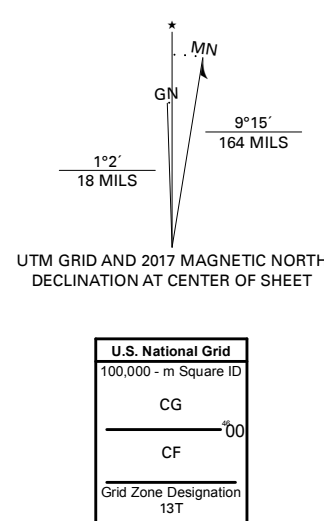 ★
MN
GN
9°15´
164 MILS
1°2´
18 MILS
UTM GRID AND 2017 MAGNETIC NORTH
DECLINATION AT CENTER OF SHEET
U.S. National Grid
100,000 - m Square ID
CG
⁴⁶00
CF
Grid Zone Designation
13T